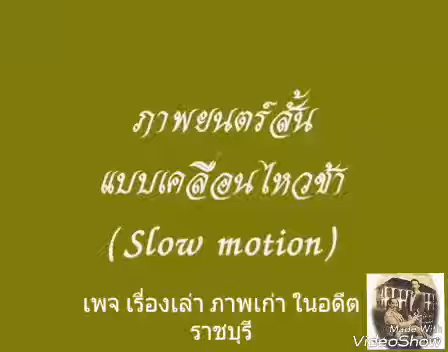 ภาพยนตร์สั้น
แบบเคลื่อนไหวช้า
(Slow motion)
เพจ เรื่องเล่า ภาพเก่า ในอดีต
ราชบุรี
Made With
VideoShow